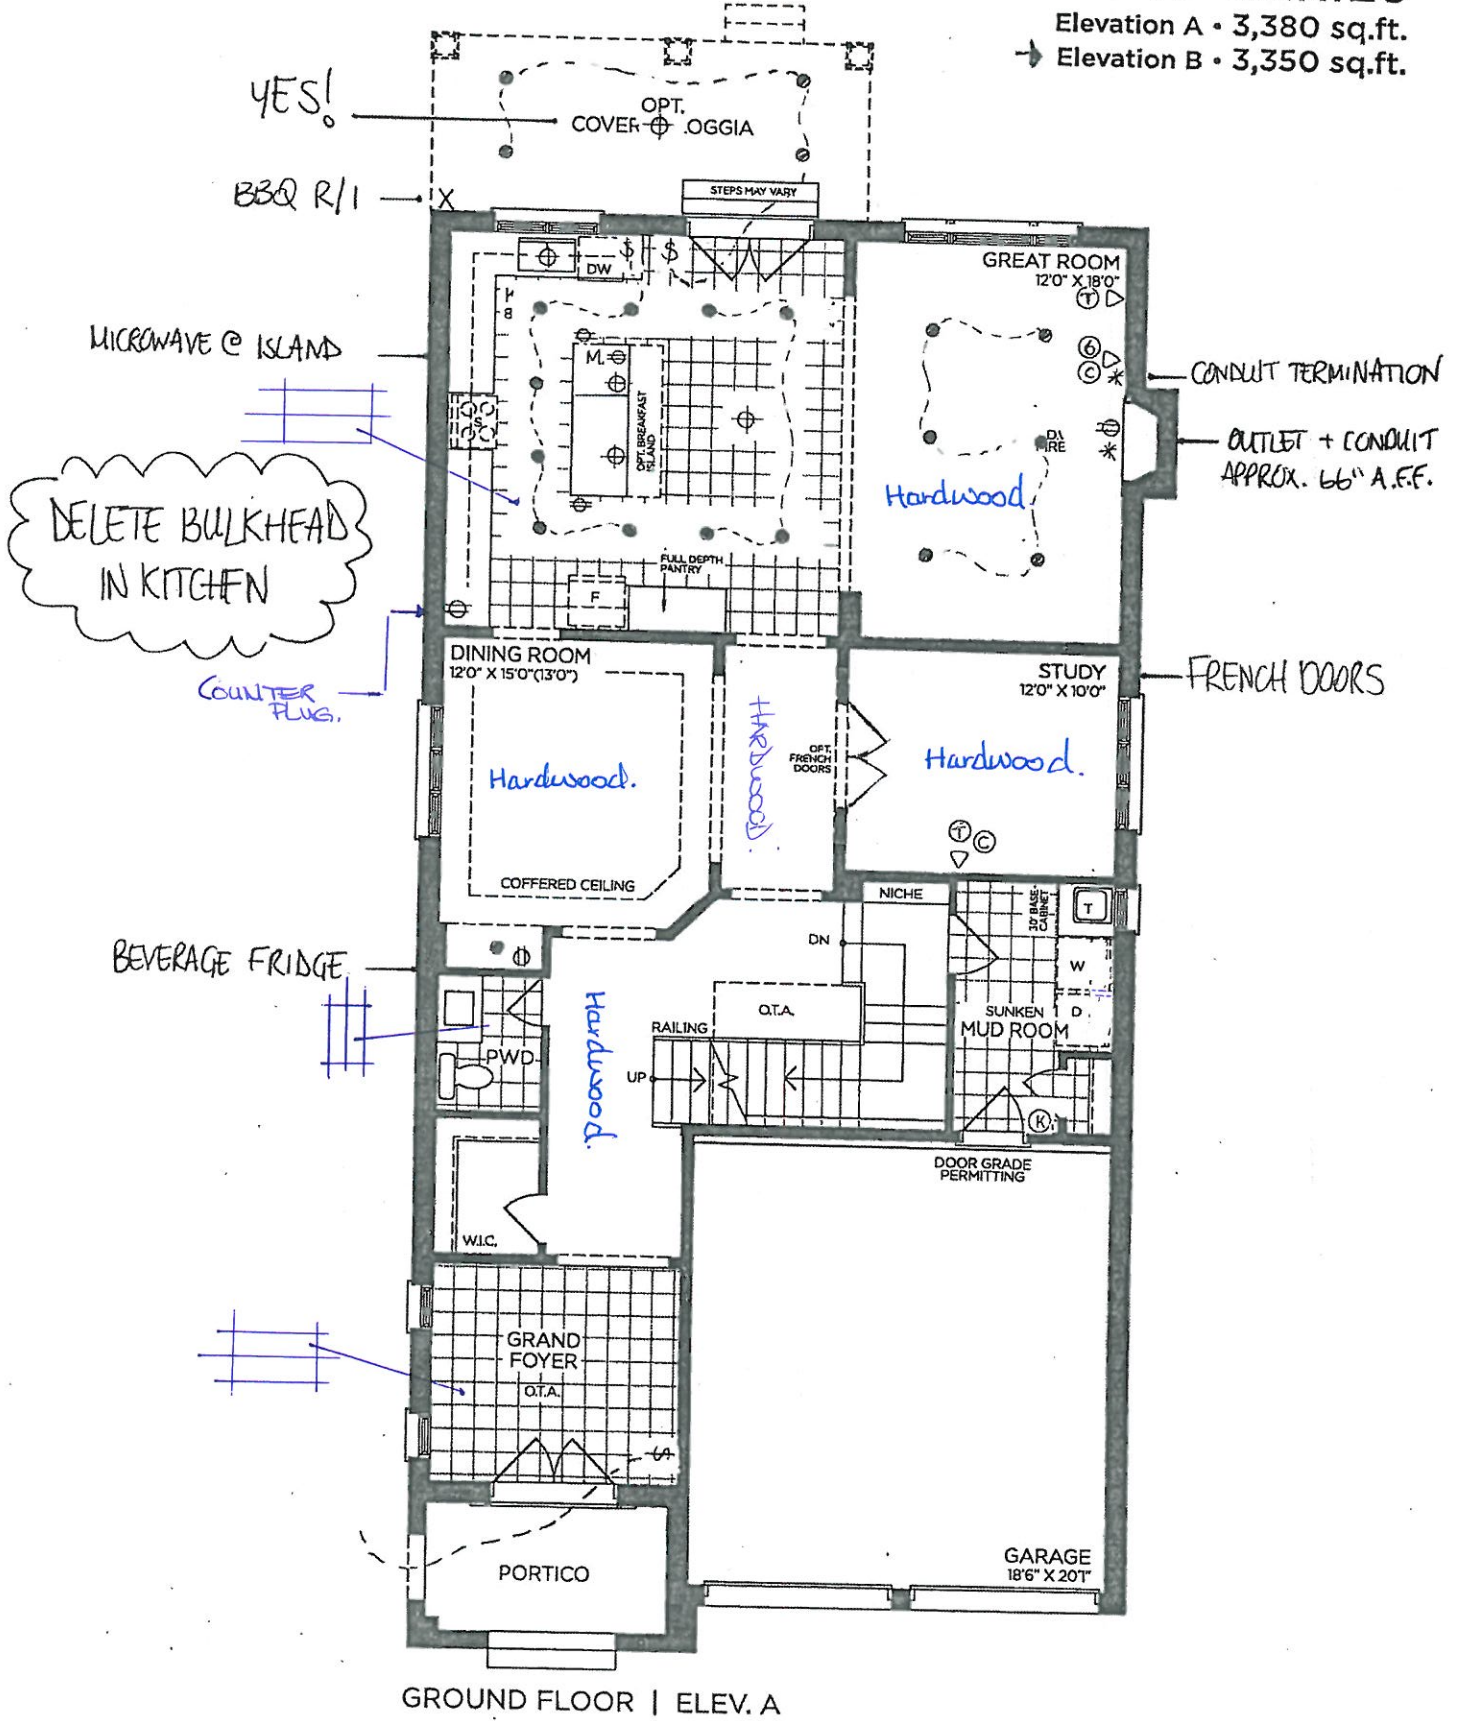 Elevation A • 3,380 sq.ft.
Elevation B • 3,350 sq.ft.
YES!
OPT.
COVER OGGIA
BBQ R/I
X
STEPS MAY VARY
DW
$ $
GREAT ROOM
12'0" X 18'0"
T
MICROWAVE @ ISLAND
M.
6
C
CONDUIT TERMINATION
OPT. BREAKFAST
ISLAND
OUTLET + CONDUIT
APPROX. 66" A.F.F.
Hardwood
DELETE BULKHEAD
IN KITCHEN
FULL DEPTH
PANTRY
F
COUNTER
PLUG.
DINING ROOM
12'0" X 15'0"(13'0")
STUDY
12'0" X 10'0"
FRENCH DOORS
HARDWOOD.
OPT.
FRENCH
DOORS
Hardwood.
Hardwood.
T C
COFFERED CEILING
NICHE
30" BASE-
CABINET
T
DN
BEVERAGE FRIDGE
W
O.T.A.
SUNKEN
MUD ROOM
D
Hardwood.
RAILING
PWD
UP
K
DOOR GRADE
PERMITTING
W.I.C.
GRAND
FOYER
O.T.A.
$
PORTICO
GARAGE
18'6" X 20'1"
GROUND FLOOR | ELEV. A